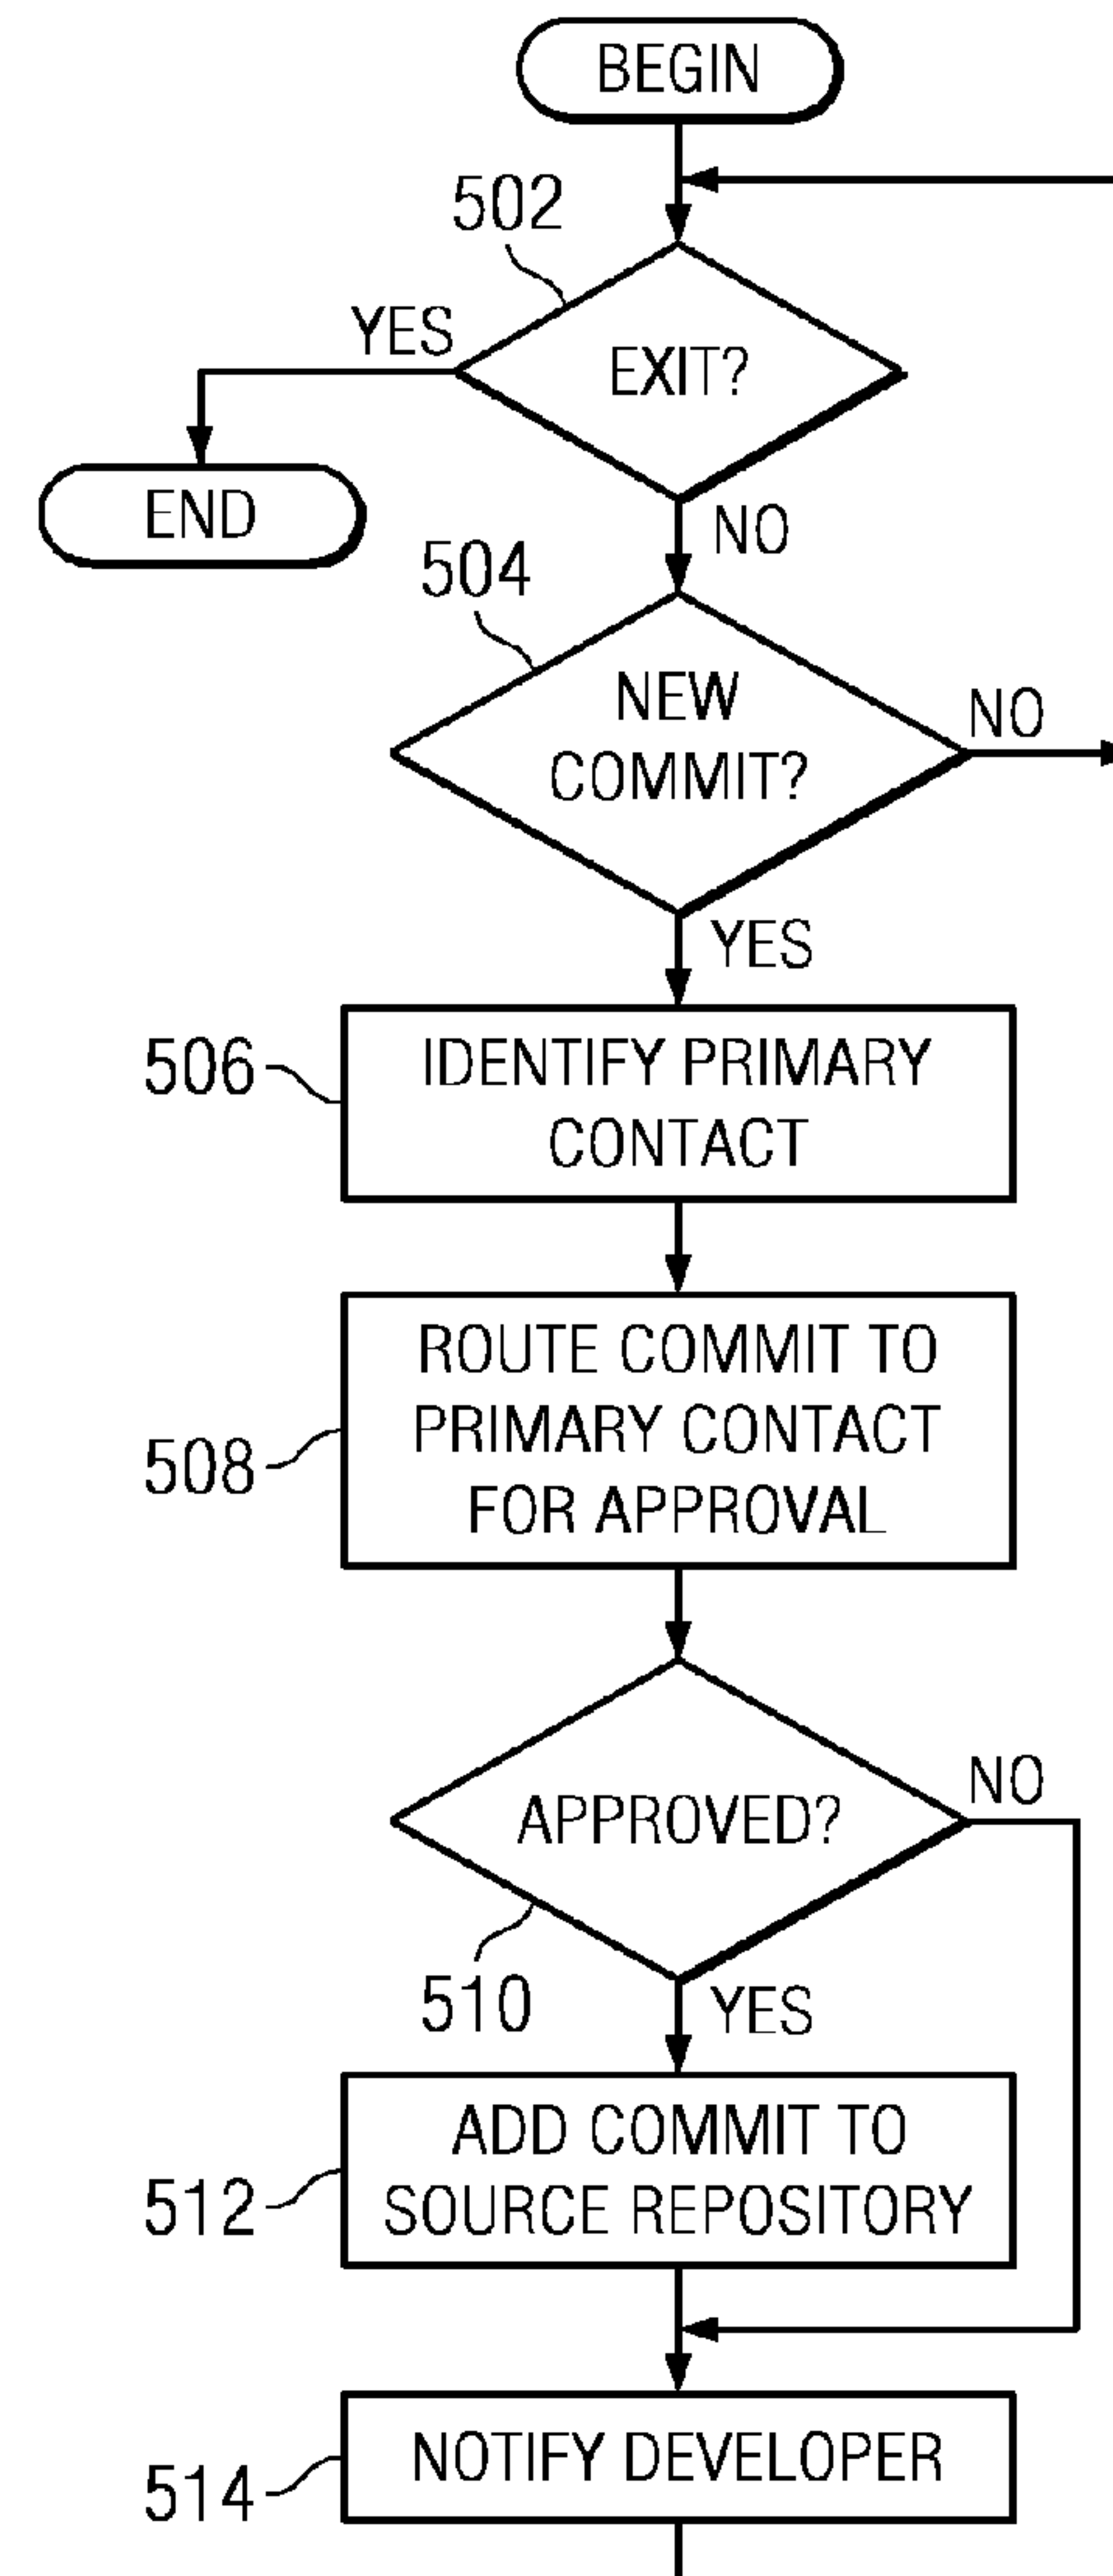 BEGIN
502
YES
EXIT?
END
NO
504
NEW
COMMIT?
NO
YES
506
IDENTIFY PRIMARY
CONTACT
508
ROUTE COMMIT TO
PRIMARY CONTACT
FOR APPROVAL
APPROVED?
NO
510
YES
512
ADD COMMIT TO
SOURCE REPOSITORY
514
NOTIFY DEVELOPER